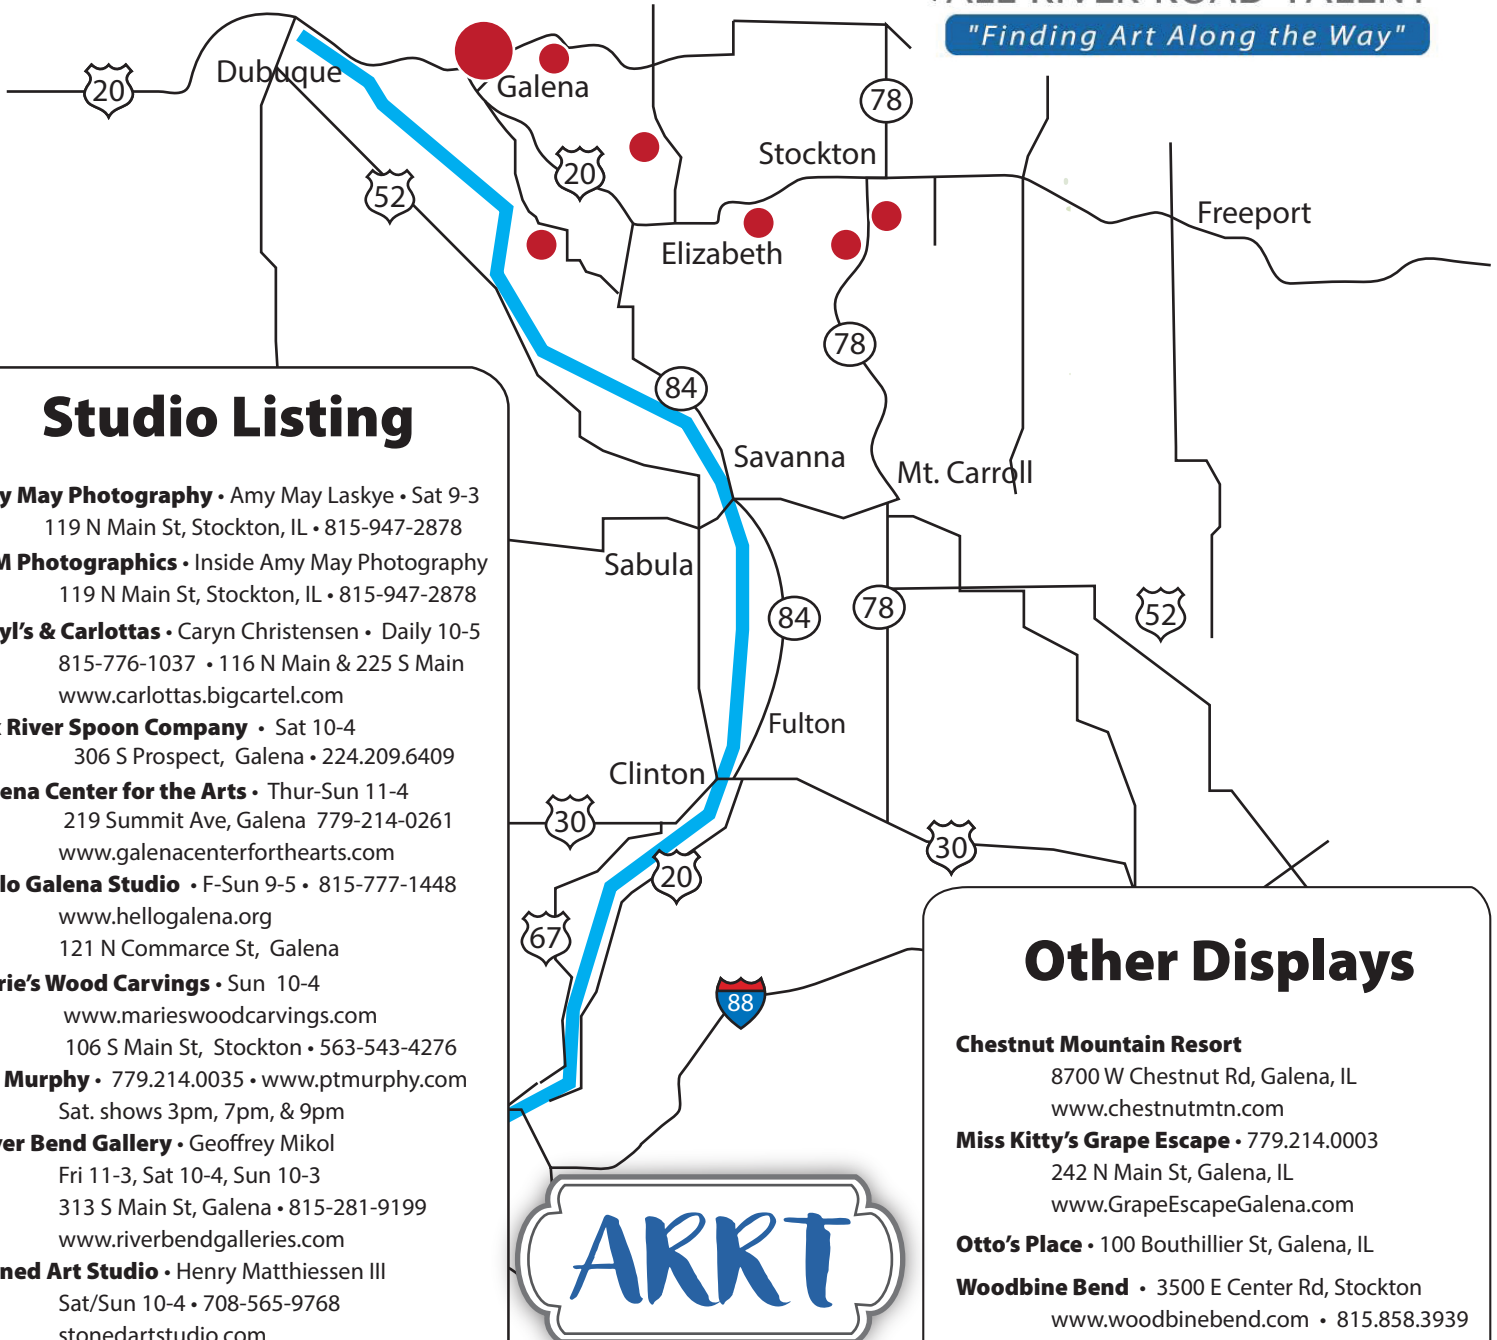 "Finding Art Along the Way"
20
Dubuque
Galena
78
Stockton
20
52
Freeport
Elizabeth
78
84
Savanna
Mt. Carroll
Sabula
84
78
52
Fulton
Clinton
30
30
20
67
88
Studio Listing
y May Photography • Amy May Laskye • Sat 9-3
119 N Main St, Stockton, IL • 815-947-2878
M Photographics • Inside Amy May Photography
119 N Main St, Stockton, IL • 815-947-2878
yl's & Carlottas • Caryn Christensen • Daily 10-5
815-776-1037 • 116 N Main & 225 S Main
www.carlottas.bigcartel.com
River Spoon Company • Sat 10-4
306 S Prospect, Galena • 224.209.6409
ena Center for the Arts • Thur-Sun 11-4
219 Summit Ave, Galena 779-214-0261
www.galenacenterforthearts.com
lo Galena Studio • F-Sun 9-5 • 815-777-1448
www.hellogalena.org
121 N Commarce St, Galena
rie's Wood Carvings • Sun 10-4
www.marieswoodcarvings.com
106 S Main St, Stockton • 563-543-4276
Murphy • 779.214.0035 • www.ptmurphy.com
Sat. shows 3pm, 7pm, & 9pm
er Bend Gallery • Geoffrey Mikol
Fri 11-3, Sat 10-4, Sun 10-3
313 S Main St, Galena • 815-281-9199
www.riverbendgalleries.com
ned Art Studio • Henry Matthiessen III
Sat/Sun 10-4 • 708-565-9768
stonedartstudio.com
ARRT
Other Displays
Chestnut Mountain Resort
8700 W Chestnut Rd, Galena, IL
www.chestnutmtn.com
Miss Kitty's Grape Escape • 779.214.0003
242 N Main St, Galena, IL
www.GrapeEscapeGalena.com
Otto's Place • 100 Bouthillier St, Galena, IL
Woodbine Bend • 3500 E Center Rd, Stockton
www.woodbinebend.com • 815.858.3939